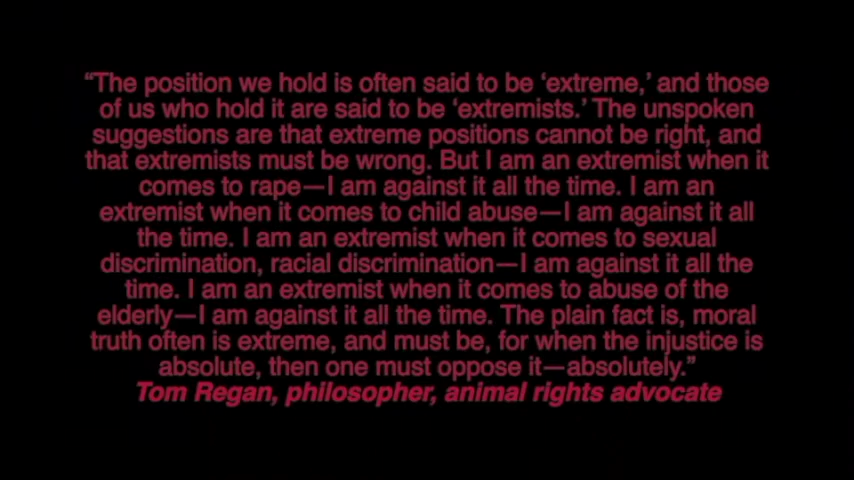 “The position we hold is often said to be ‘extreme,’ and those
of us who hold it are said to be ‘extremists.’ The unspoken
suggestions are that extreme positions cannot be right, and
that extremists must be wrong. But I am an extremist when it
comes to rape—I am against it all the time. I am an
extremist when it comes to child abuse—I am against it all
the time. I am an extremist when it comes to sexual
discrimination, racial discrimination—I am against it all the
time. I am an extremist when it comes to abuse of the
elderly—I am against it all the time. The plain fact is, moral
truth often is extreme, and must be, for when the injustice is
absolute, then one must oppose it—absolutely.”
Tom Regan, philosopher, animal rights advocate